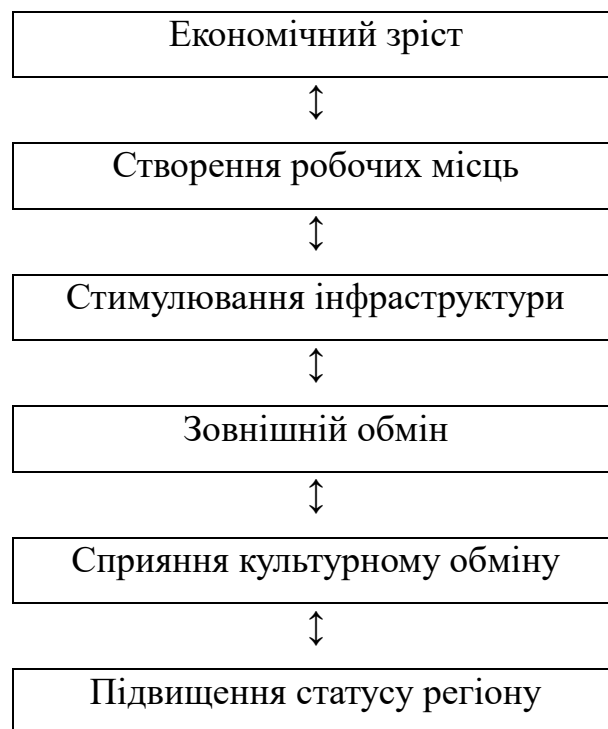 Економічний зріст
↕
Створення робочих місць
↕
Стимулювання інфраструктури
↕
Зовнішній обмін
↕
Сприяння культурному обміну
↕
Підвищення статусу регіону